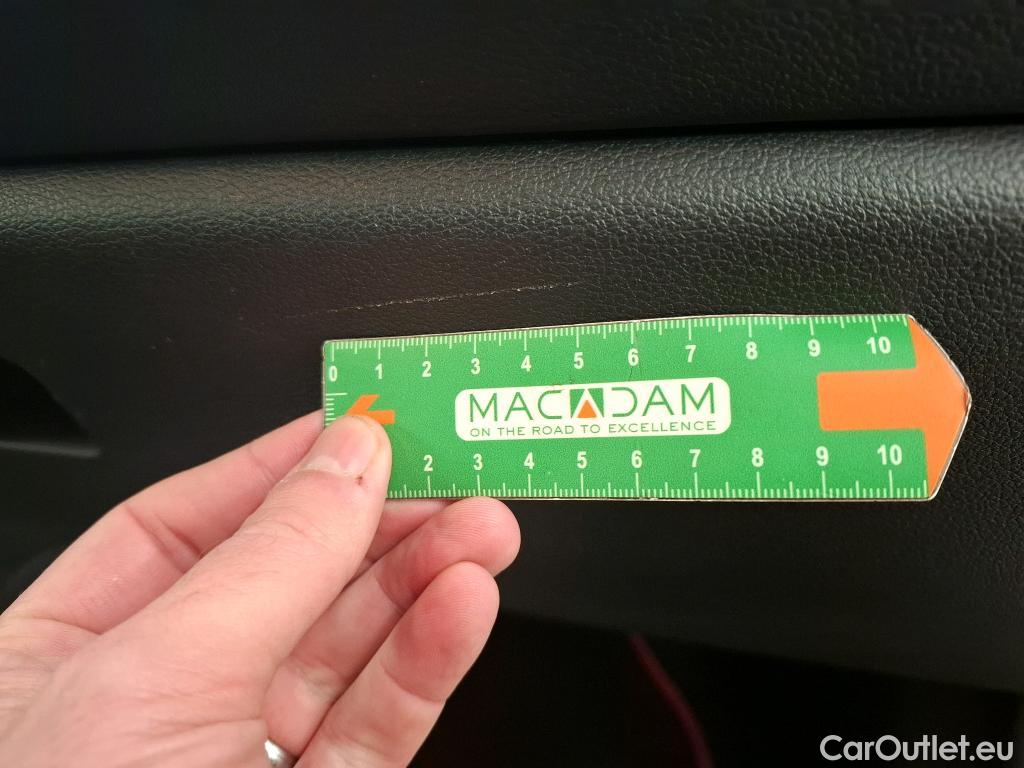 0 1 2 3 4 5 6 7 8 9 10
MACADAM
ON THE ROAD TO EXCELLENCE
2 3 4 5 6 7 8 9 10
CarOutlet.eu